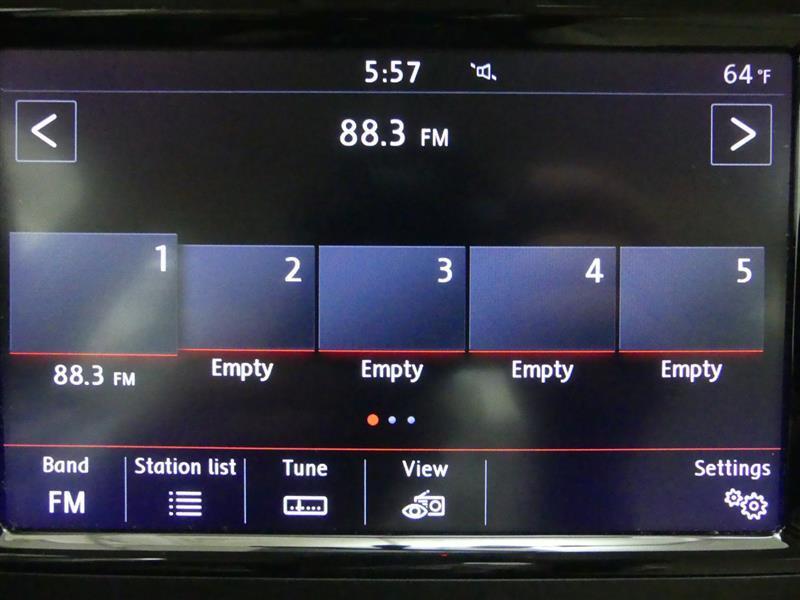 5:57 64 °F
< 88.3 FM >
1 2 3 4 5
88.3 FM Empty Empty Empty Empty
Band Station list Tune View Settings
FM